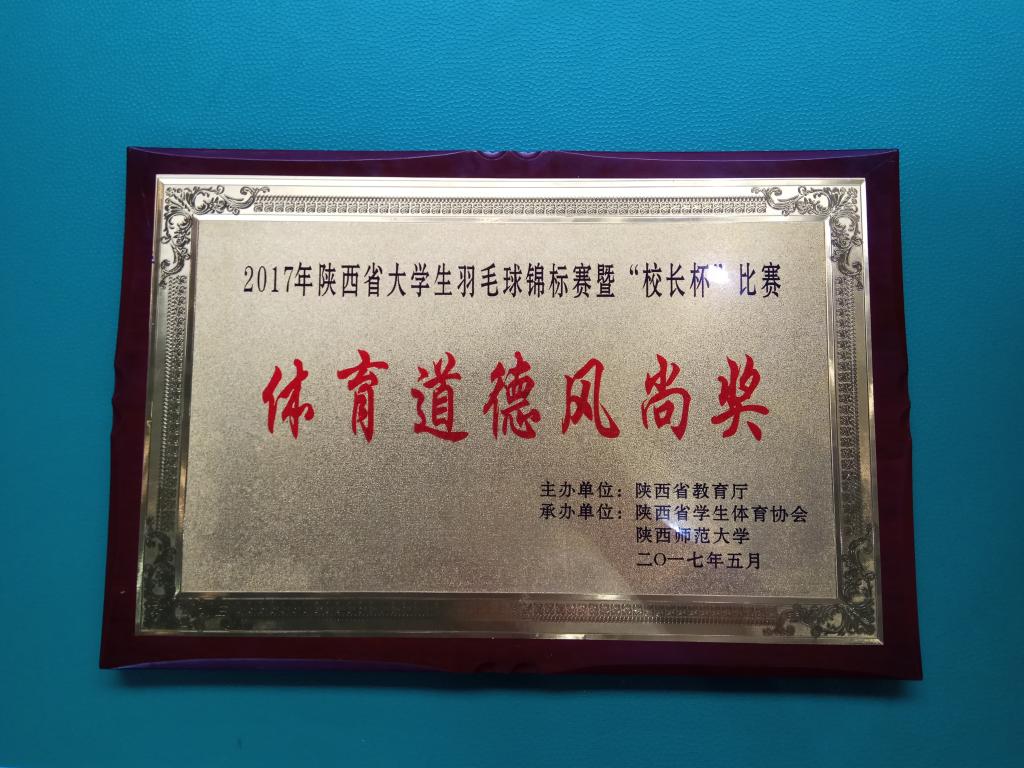 2017年陕西省大学生羽毛球锦标赛暨“校长杯”比赛
体育道德风尚奖
主办单位：陕西省教育厅
承办单位：陕西省学生体育协会
陕西师范大学
二〇一七年五月